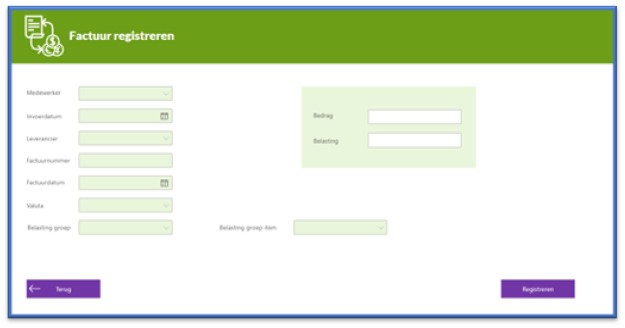 Factuur registreren
Medewerker
Invoerdatum
Leverancier
Factuurnummer
Factuurdatum
Valuta
Belasting groep
Belasting groep item
Bedrag
Belasting
Terug
Registreren